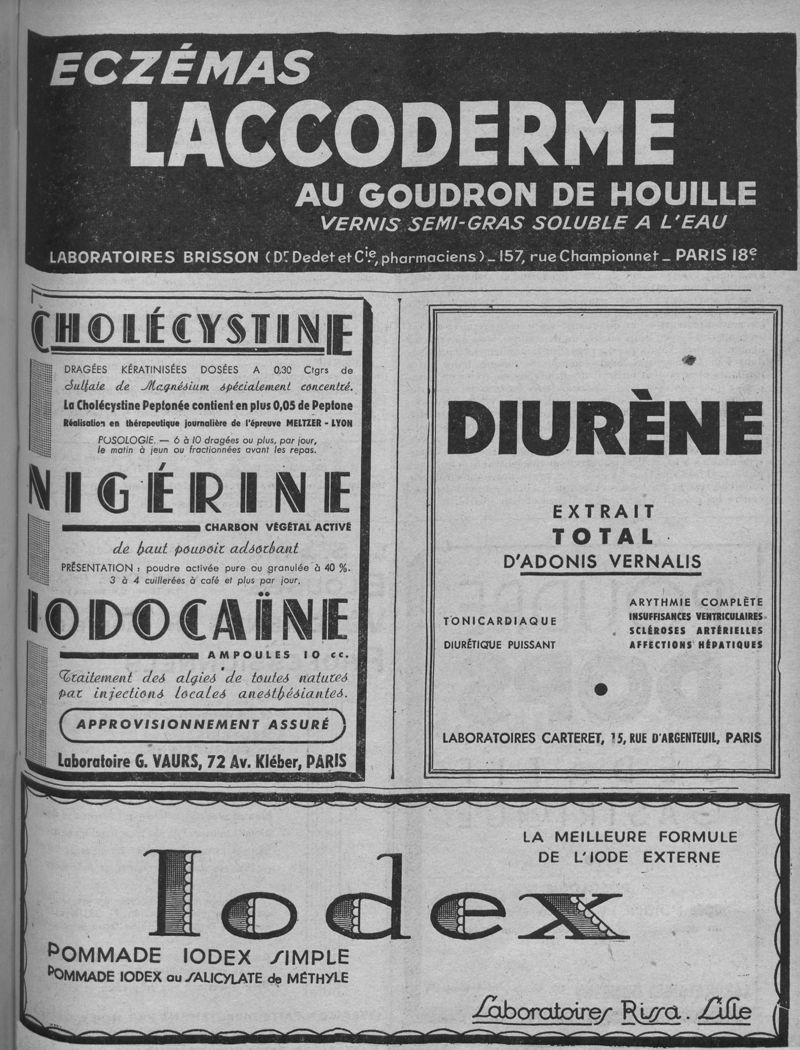 ECZÉMAS
LACCODERME
AU GOUDRON DE HOUILLE
VERNIS SEMI-GRAS SOLUBLE A L'EAU
LABORATOIRES BRISSON (Dr Dedet et Cie, pharmaciens) _ 157, rue Championnet _ PARIS 18e
CHOLÉCYSTINE
DRAGÉES KÉRATINISÉES DOSÉES A 0,30 Ctgrs de
Sulfate de Magnésium spécialement concentré.
La Cholécystine Peptonée contient en plus 0,05 de Peptone
Réalisation en thérapeutique journalière de l'épreuve MELTZER - LYON
POSOLOGIE. — 6 à 10 dragées ou plus, par jour,
le matin à jeun ou fractionnées avant les repas.
NIGÉRINE
CHARBON VÉGÉTAL ACTIVÉ
de haut pouvoir adsorbant
PRÉSENTATION : poudre activée pure ou granulée à 40 %.
3 à 4 cuillerées à café et plus par jour.
IODOCAÏNE
AMPOULES 10 cc.
Traitement des algies de toutes natures
par injections locales anesthésiantes.
APPROVISIONNEMENT ASSURÉ
Laboratoire G. VAURS, 72 Av. Kléber, PARIS
DIURÈNE
EXTRAIT
TOTAL
D'ADONIS VERNALIS
TONICARDIAQUE
DIURÉTIQUE PUISSANT
ARYTHMIE COMPLÈTE
INSUFFISANCES VENTRICULAIRES
SCLÉROSES ARTÉRIELLES
AFFECTIONS HÉPATIQUES
LABORATOIRES CARTERET, 15, RUE D'ARGENTEUIL, PARIS
LA MEILLEURE FORMULE
DE L'IODE EXTERNE
Iodex
POMMADE IODEX SIMPLE
POMMADE IODEX au SALICYLATE de MÉTHYLE
Laboratoires Rissa. Lille